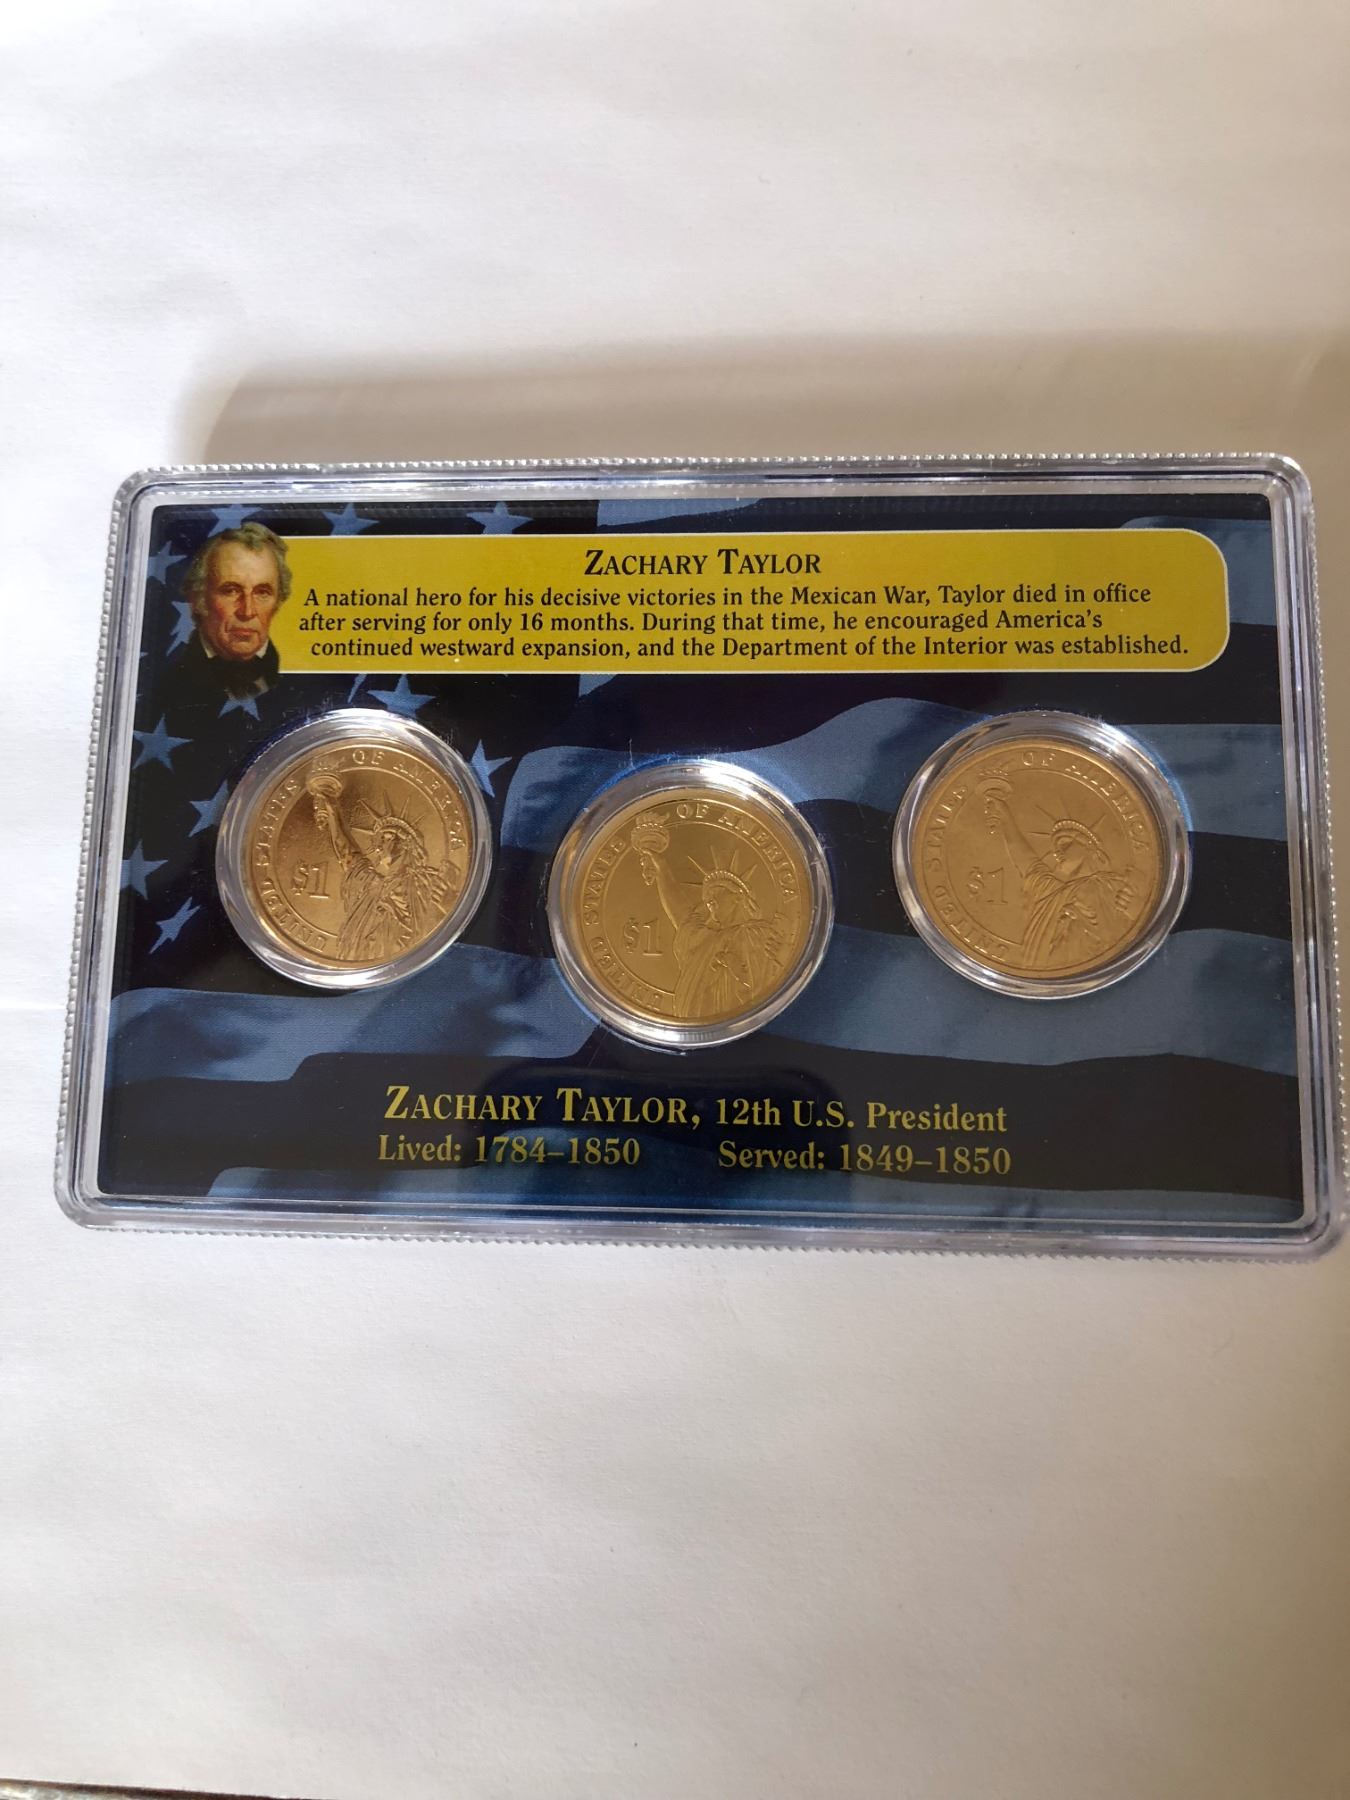 ZACHARY TAYLOR
A national hero for his decisive victories in the Mexican War, Taylor died in office
after serving for only 16 months. During that time, he encouraged America's
continued westward expansion, and the Department of the Interior was established.
UNITED STATES OF AMERICA
$1
UNITED STATES OF AMERICA
$1
UNITED STATES OF AMERICA
$1
ZACHARY TAYLOR, 12th U.S. President
Lived: 1784–1850 Served: 1849–1850